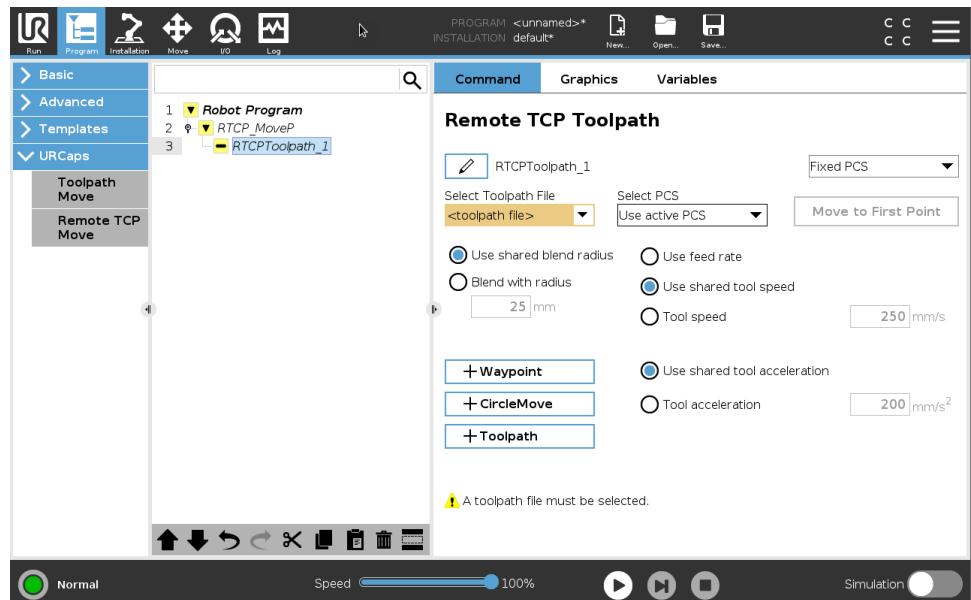 UR
PROGRAM <unnamed>*
INSTALLATION default*
C C
C C
Run Program Installation Move I/O Log New... Open... Save...
Basic
Advanced
Templates
URCaps
Toolpath
Move
Remote TCP
Move
1 Robot Program
2 RTCP_MoveP
3 RTCPToolpath_1
Command Graphics Variables
Remote TCP Toolpath
RTCPToolpath_1 Fixed PCS
Select Toolpath File Select PCS
<toolpath file> Use active PCS Move to First Point
Use shared blend radius Use feed rate
Blend with radius Use shared tool speed
25 mm Tool speed 250 mm/s
+ Waypoint Use shared tool acceleration
+ CircleMove Tool acceleration 200 mm/s²
+ Toolpath
A toolpath file must be selected.
Normal Speed 100% Simulation